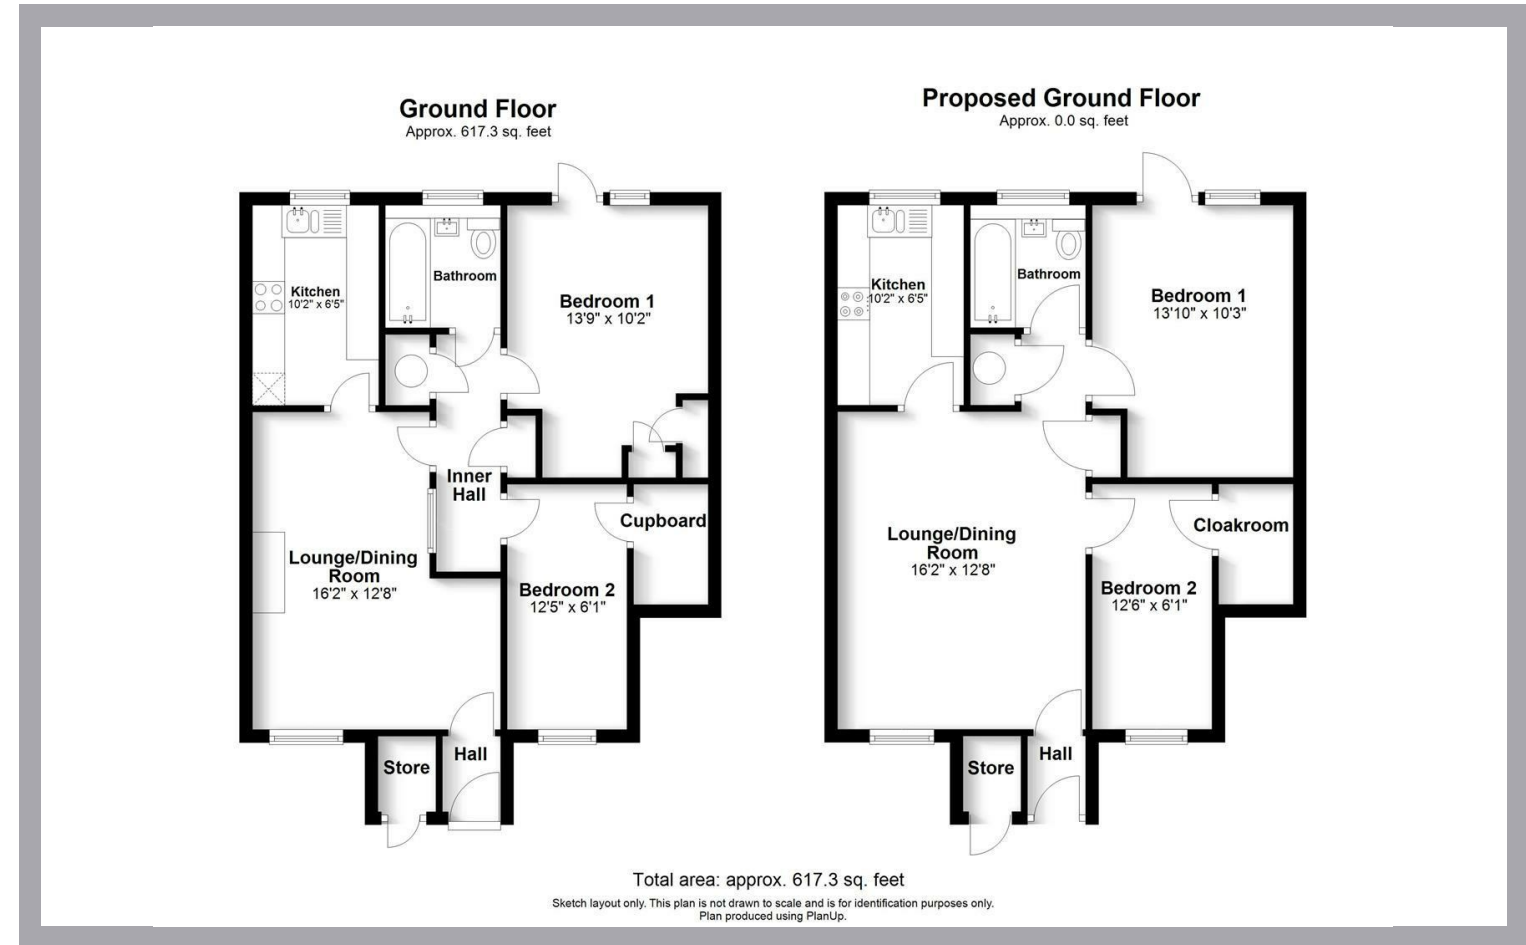 Ground Floor
Approx. 617.3 sq. feet
Kitchen
10'2" x 6'5"
Bathroom
Bedroom 1
13'9" x 10'2"
Inner
Hall
Cupboard
Lounge/Dining
Room
16'2" x 12'8"
Bedroom 2
12'5" x 6'1"
Store
Hall
Proposed Ground Floor
Approx. 0.0 sq. feet
Kitchen
10'2" x 6'5"
Bathroom
Bedroom 1
13'10" x 10'3"
Lounge/Dining
Room
16'2" x 12'8"
Cloakroom
Bedroom 2
12'6" x 6'1"
Store
Hall
Total area: approx. 617.3 sq. feet
Sketch layout only. This plan is not drawn to scale and is for identification purposes only.
Plan produced using PlanUp.